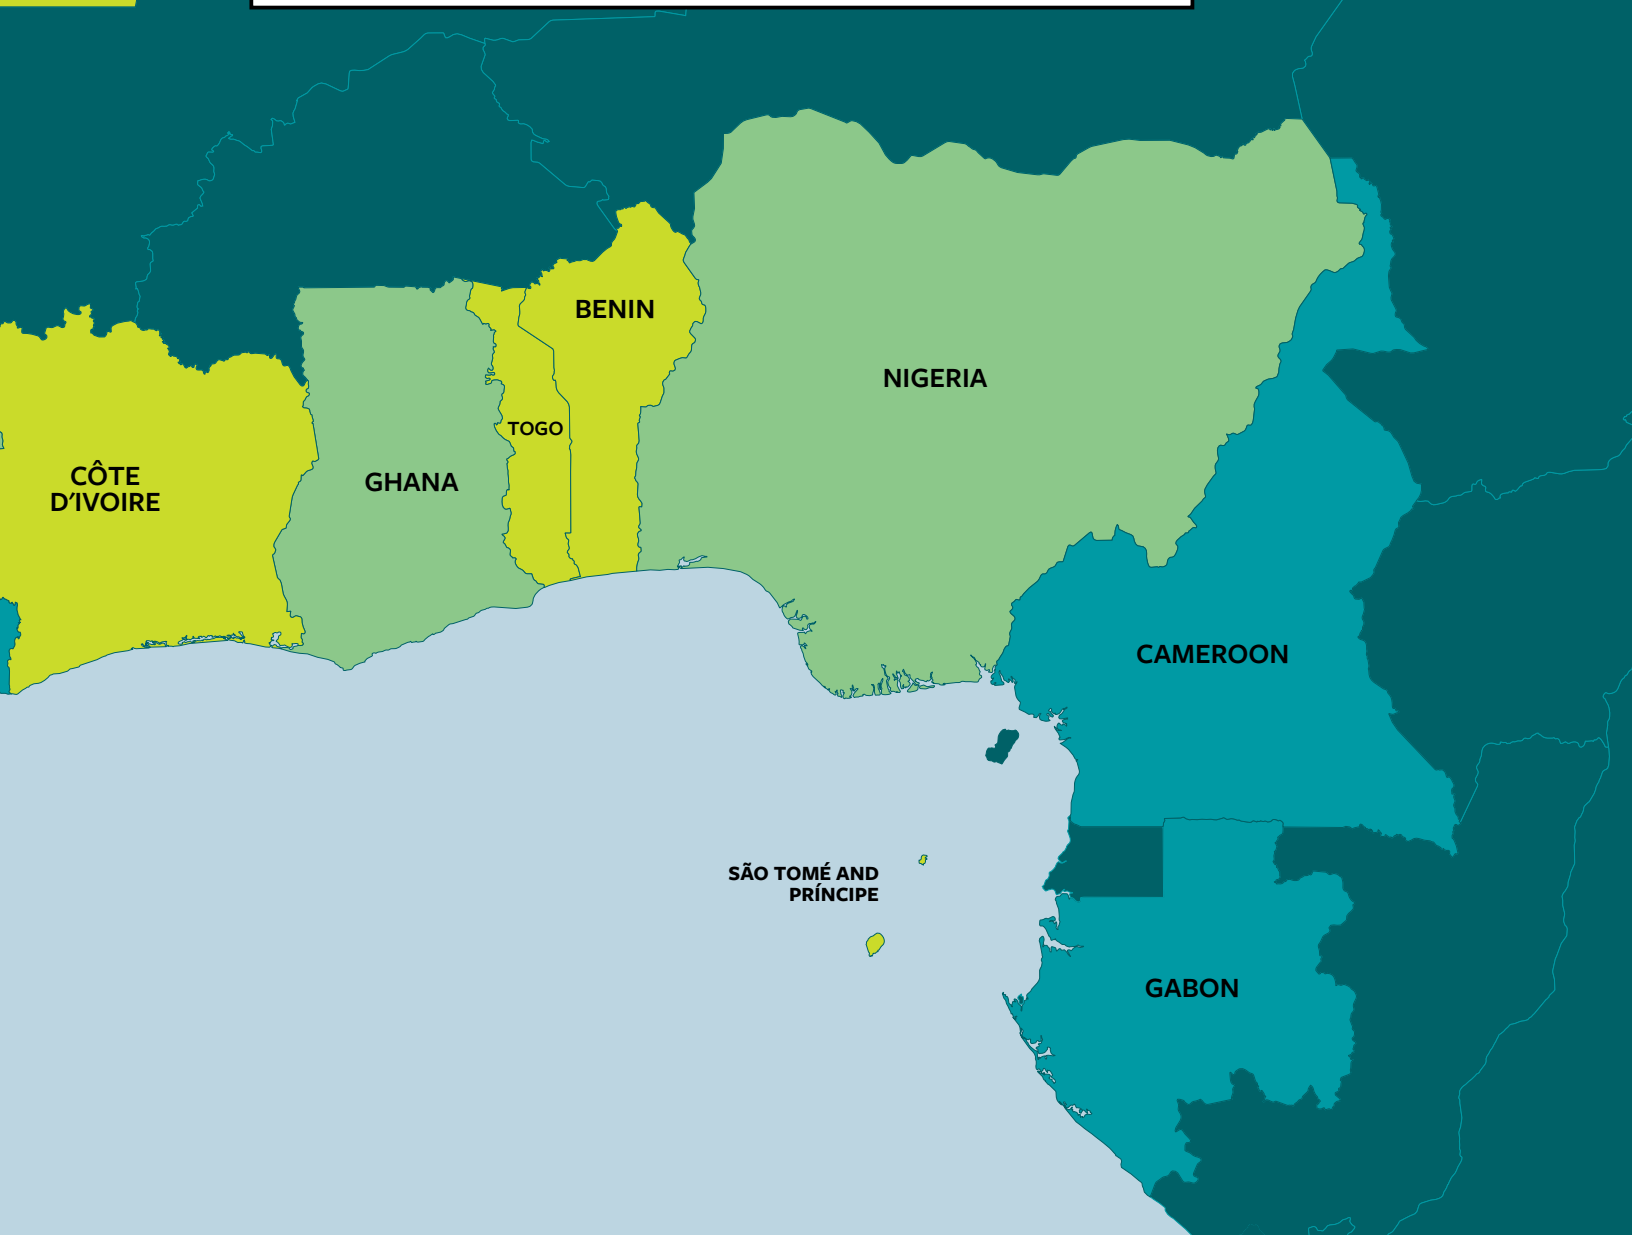 BENIN
NIGERIA
TOGO
CÔTE
D’IVOIRE
GHANA
CAMEROON
SÃO TOMÉ AND
PRÍNCIPE
GABON